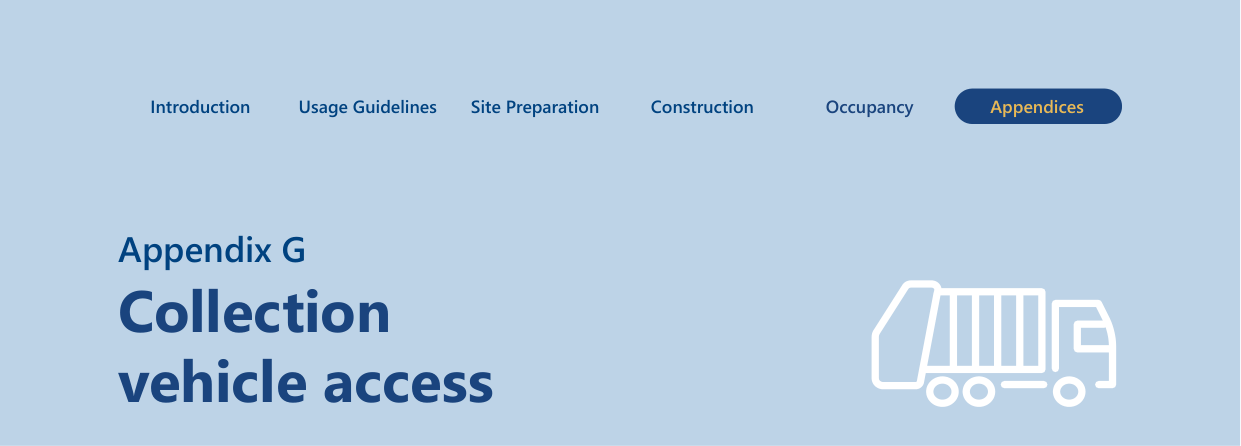 Introduction Usage Guidelines Site Preparation Construction Occupancy Appendices
Appendix G
Collection
vehicle access